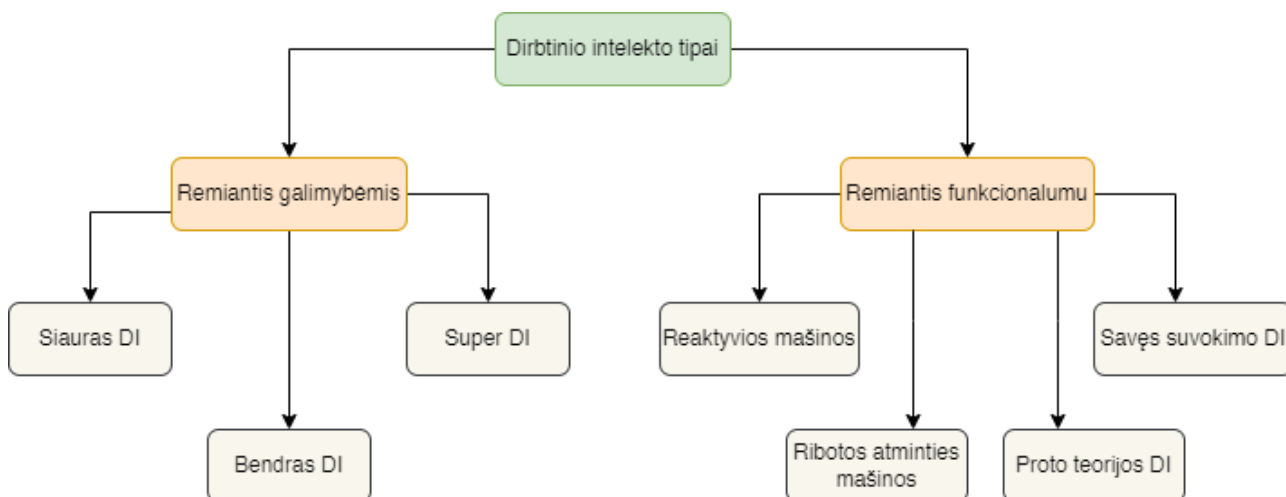 Dirbtinio intelekto tipai
Remiantis galimybėmis
Remiantis funkcionalumu
Siauras DI
Super DI
Reaktyvios mašinos
Savęs suvokimo DI
Bendras DI
Ribotos atminties
mašinos
Proto teorijos DI